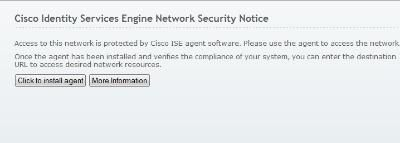 Cisco Identity Services Engine Network Security Notice
Access to this network is protected by Cisco ISE agent software. Please use the agent to access the network.
Once the agent has been installed and verifies the compliance of your system, you can enter the destination
URL to access desired network resources.
Click to install agent More Information